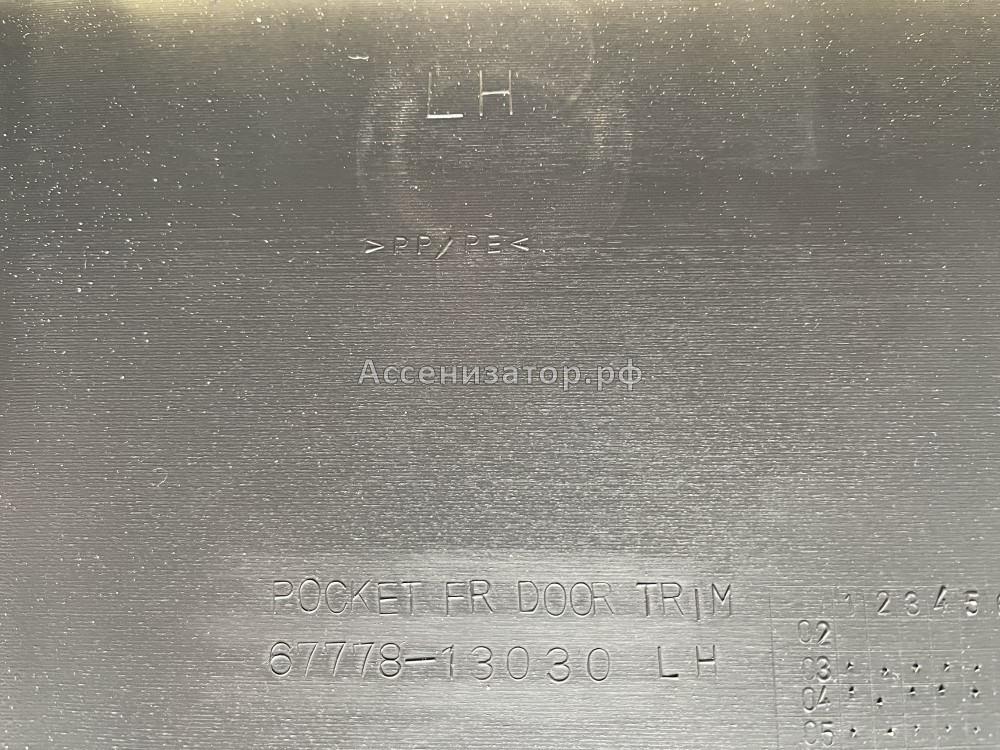 LH
>PP/PE<
Ассенизатор.рф
POCKET FR DOOR TRIM
1 2 3 4 5
02
67778-13030 LH
03
04
05